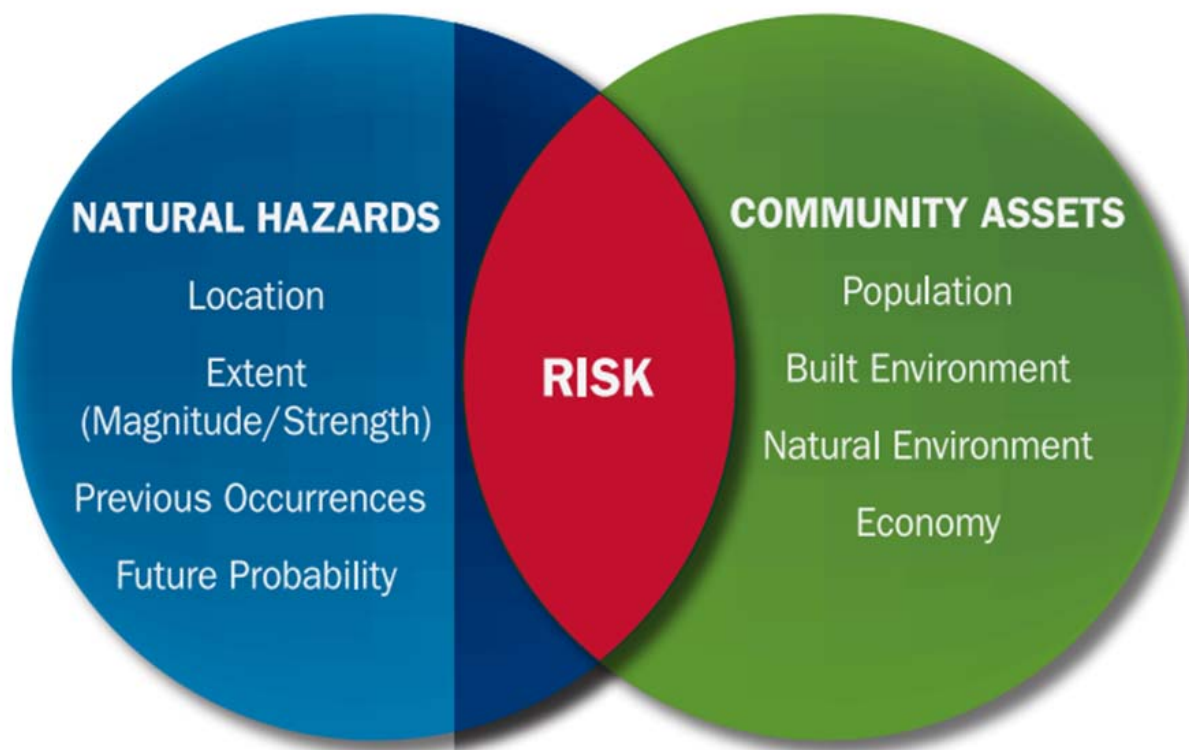 NATURAL HAZARDS
Location
Extent
(Magnitude/Strength)
Previous Occurrences
Future Probability
RISK
COMMUNITY ASSETS
Population
Built Environment
Natural Environment
Economy